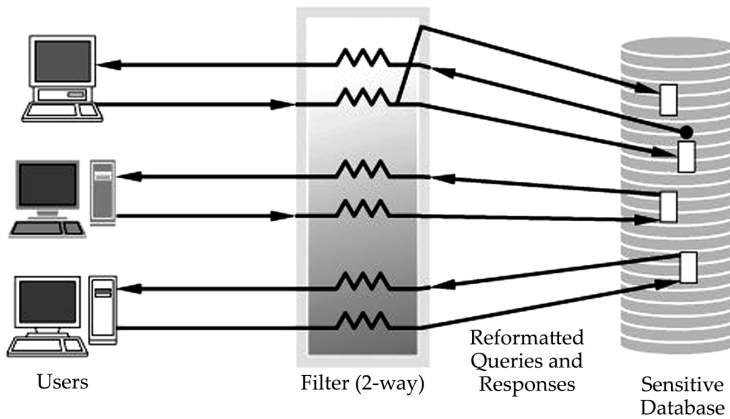 Users
Filter (2-way)
Reformatted
Queries and
Responses
Sensitive
Database